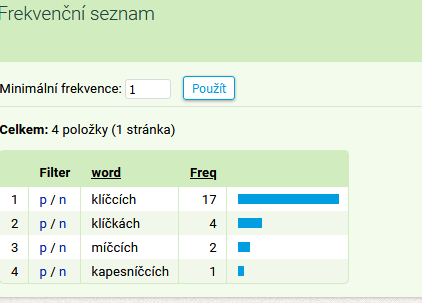 Frekvenční seznam
Minimální frekvence: 1 Použít
Celkem: 4 položky (1 stránka)
Filter word Freq
1 p / n klíčcích 17
2 p / n klíčkách 4
3 p / n míčcích 2
4 p / n kapesníčcích 1